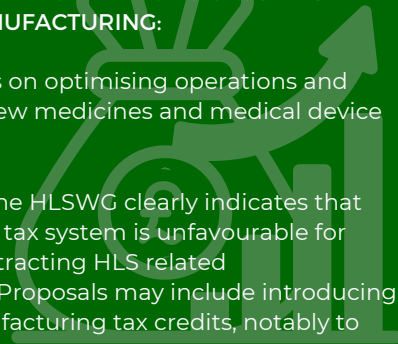 NUFACTURING:
s on optimising operations and
ew medicines and medical device
ne HLSWG clearly indicates that
tax system is unfavourable for
tracting HLS related
Proposals may include introducing
facturing tax credits, notably to